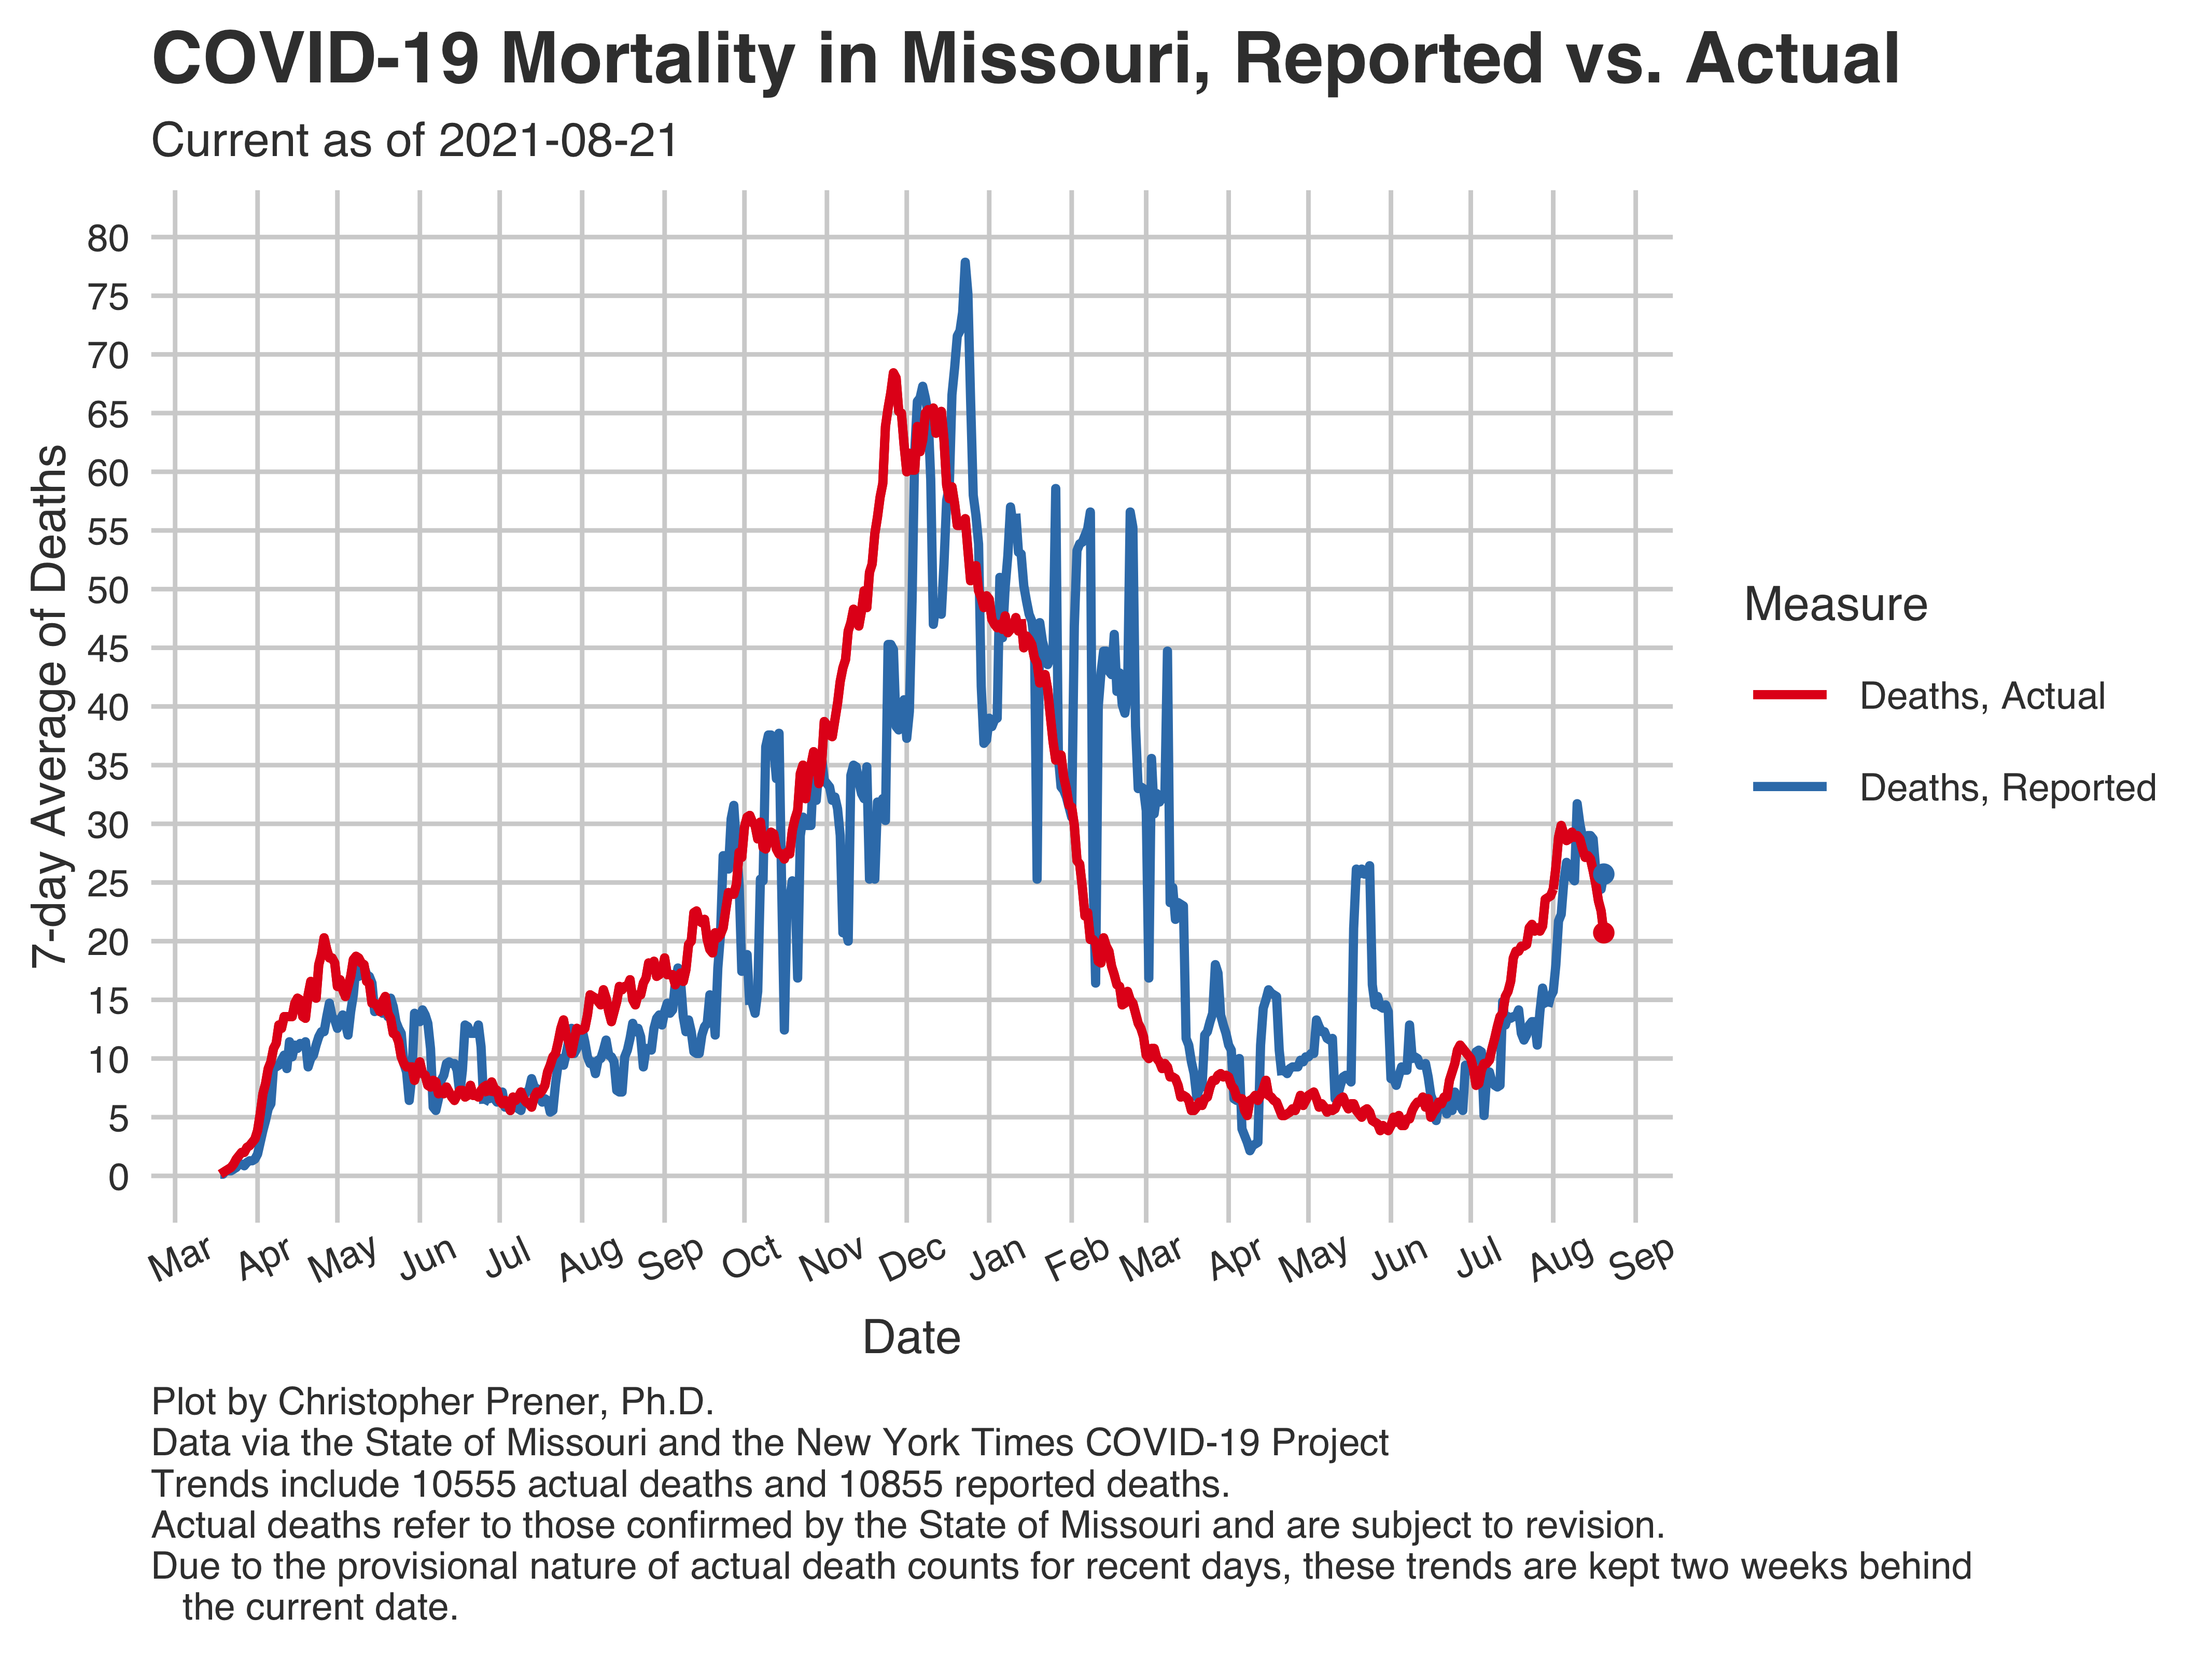 COVID-19 Mortality in Missouri, Reported vs. Actual
Current as of 2021-08-21
80
75
70
65
60
55
50
45
40
35
30
25
20
15
10
5
0
7-day Average of Deaths
Mar
Apr
May
Jun
Jul
Aug
Sep
Oct
Nov
Dec
Jan
Feb
Mar
Apr
May
Jun
Jul
Aug
Sep
Date
Measure
Deaths, Actual
Deaths, Reported
Plot by Christopher Prener, Ph.D.
Data via the State of Missouri and the New York Times COVID-19 Project
Trends include 10555 actual deaths and 10855 reported deaths.
Actual deaths refer to those confirmed by the State of Missouri and are subject to revision.
Due to the provisional nature of actual death counts for recent days, these trends are kept two weeks behind
the current date.